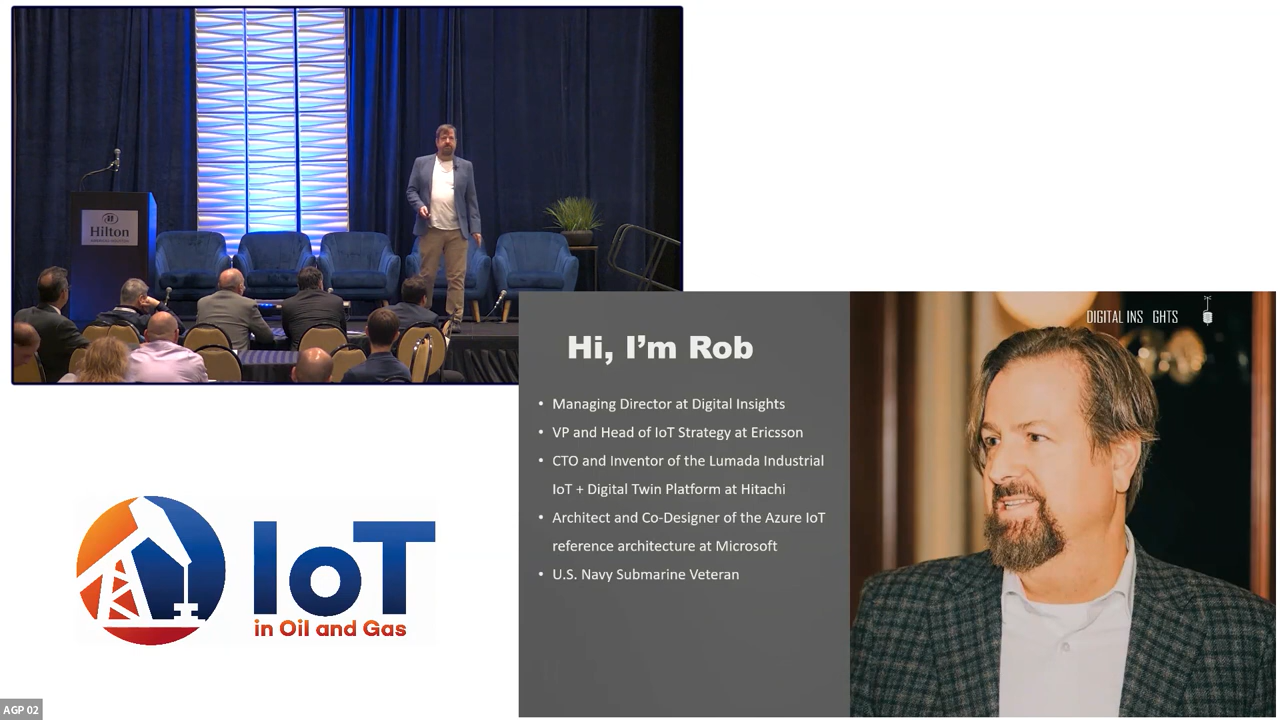 Hilton
Hi, I'm Rob
DIGITAL INS GHTS
• Managing Director at Digital Insights
• VP and Head of IoT Strategy at Ericsson
• CTO and Inventor of the Lumada Industrial
IoT + Digital Twin Platform at Hitachi
• Architect and Co-Designer of the Azure IoT
reference architecture at Microsoft
• U.S. Navy Submarine Veteran
IoT
in Oil and Gas
AGP 02